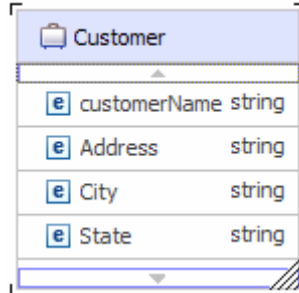 Customer
e customerName string
e Address string
e City string
e State string